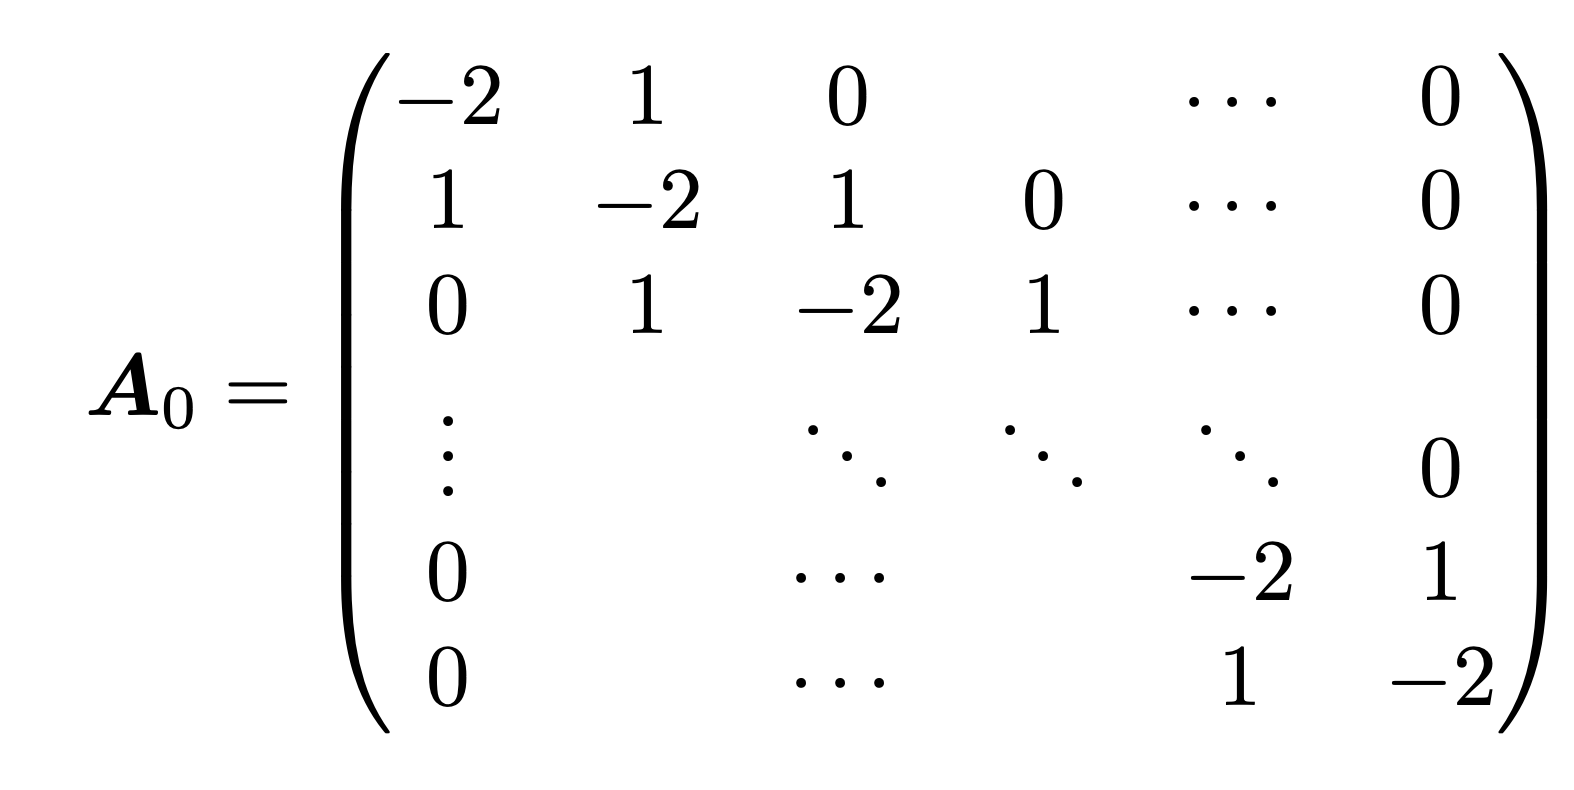 −2 1 0 ⋯ 0
1 −2 1 0 ⋯ 0
0 1 −2 1 ⋯ 0
A₀ =
⋮ ⋱ ⋱ ⋱ 0
0 ⋯ −2 1
0 ⋯ 1 −2